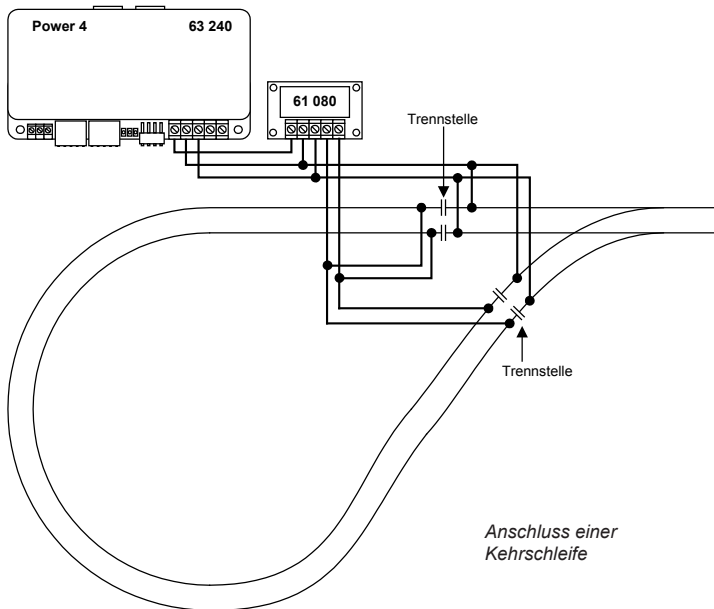 Power 4 63 240
61 080
Trennstelle
Trennstelle
Anschluss einer
Kehrschleife